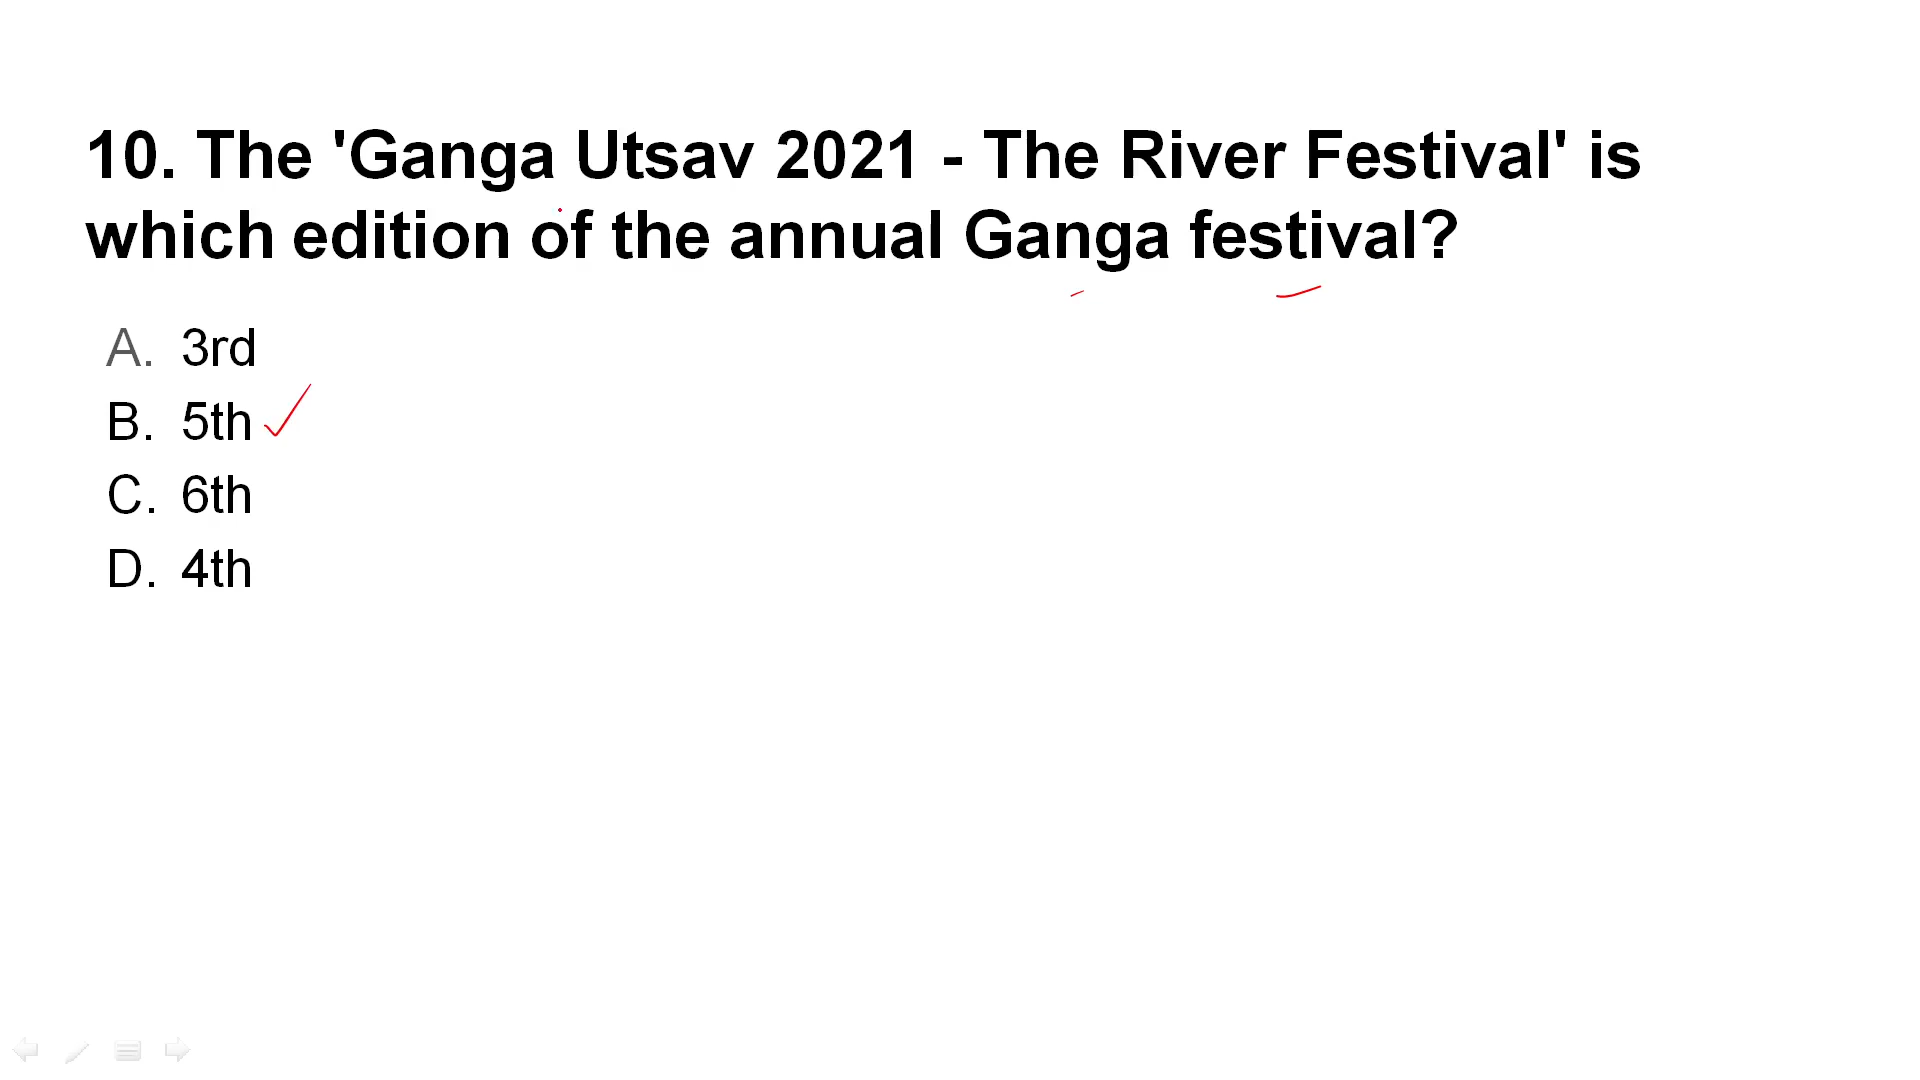 10. The 'Ganga Utsav 2021 - The River Festival' is
which edition of the annual Ganga festival?
A. 3rd
B. 5th
C. 6th
D. 4th